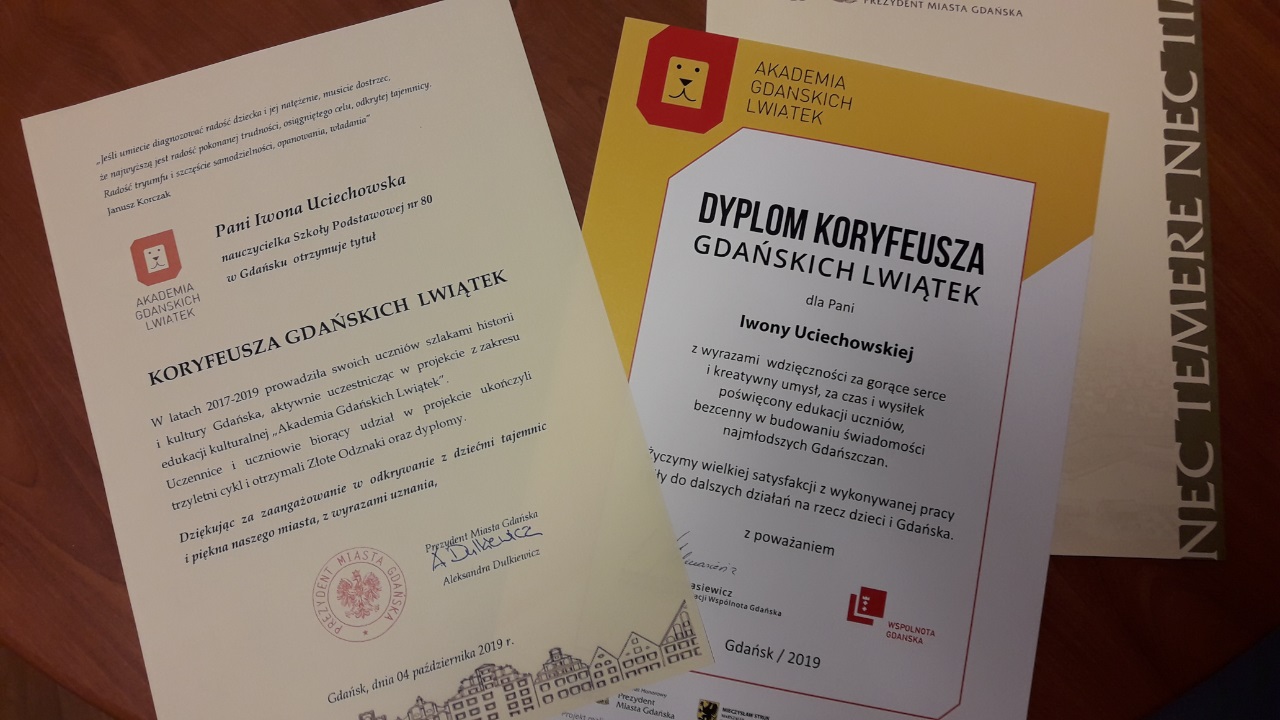 „Jeśli umiecie diagnozować radość dziecka i jej natężenie, musicie dostrzec,
że najwyższą jest radość pokonanej trudności, osiągniętego celu, odkrytej tajemnicy.
Radość tryumfu i szczęście samodzielności, opanowania, władania”
Janusz Korczak
AKADEMIA
GDAŃSKICH
LWIĄTEK
Pani Iwona Uciechowska
nauczycielka Szkoły Podstawowej nr 80
w Gdańsku otrzymuje tytuł
KORYFEUSZA GDAŃSKICH LWIĄTEK
W latach 2017-2019 prowadziła swoich uczniów szlakami historii
i kultury Gdańska, aktywnie uczestnicząc w projekcie z zakresu
edukacji kulturalnej „Akademia Gdańskich Lwiątek”.
Uczennice i uczniowie biorący udział w projekcie ukończyli
trzyletni cykl i otrzymali Złote Odznaki oraz dyplomy.
Dziękując za zaangażowanie w odkrywanie z dziećmi tajemnic
i piękna naszego miasta, z wyrazami uznania,
Prezydent Miasta Gdańska
A. Dulkiewicz
Aleksandra Dulkiewicz
PREZYDENT MIASTA GDAŃSKA
Gdańsk, dnia 04 października 2019 r.
AKADEMIA
GDAŃSKICH
LWIĄTEK
DYPLOM KORYFEUSZA
GDAŃSKICH LWIĄTEK
dla Pani
Iwony Uciechowskiej
z wyrazami wdzięczności za gorące serce
i kreatywny umysł, za czas i wysiłek
poświęcony edukacji uczniów,
bezcenny w budowaniu świadomości
najmłodszych Gdańszczan.
życzymy wielkiej satysfakcji z wykonywanej pracy
iły do dalszych działań na rzecz dzieci i Gdańska.
z poważaniem
asiewicz
acji Wspólnota Gdańska
WSPÓLNOTA
GDAŃSKA
Gdańsk / 2019
Prezydent
Miasta Gdańska
MIECZYSŁAW STRUK
PREZYDENT MIASTA GDAŃSKA
NEC TEMERE NEC TIM